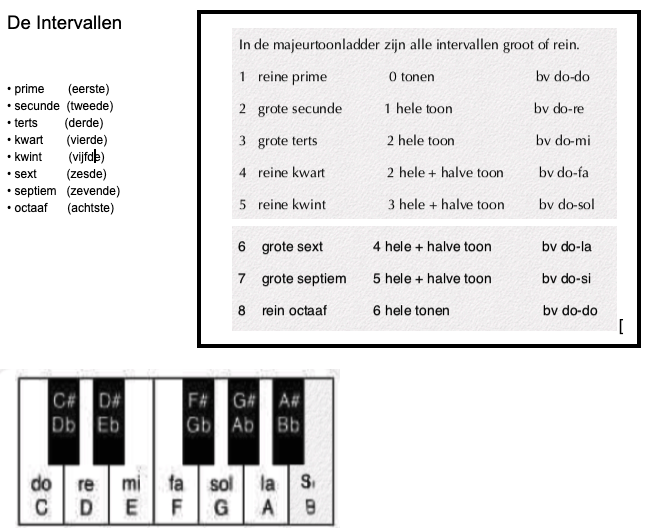 De Intervallen
• prime (eerste)
• secunde (tweede)
• terts (derde)
• kwart (vierde)
• kwint (vijfde)
• sext (zesde)
• septiem (zevende)
• octaaf (achtste)
In de majeurtoonladder zijn alle intervallen groot of rein.
1 reine prime 0 tonen bv do-do
2 grote secunde 1 hele toon bv do-re
3 grote terts 2 hele toon bv do-mi
4 reine kwart 2 hele + halve toon bv do-fa
5 reine kwint 3 hele + halve toon bv do-sol
6 grote sext 4 hele + halve toon bv do-la
7 grote septiem 5 hele + halve toon bv do-si
8 rein octaaf 6 hele tonen bv do-do
[
C# D# F# G# A#
Db Eb Gb Ab Bb
do re mi fa sol la Si
C D E F G A B